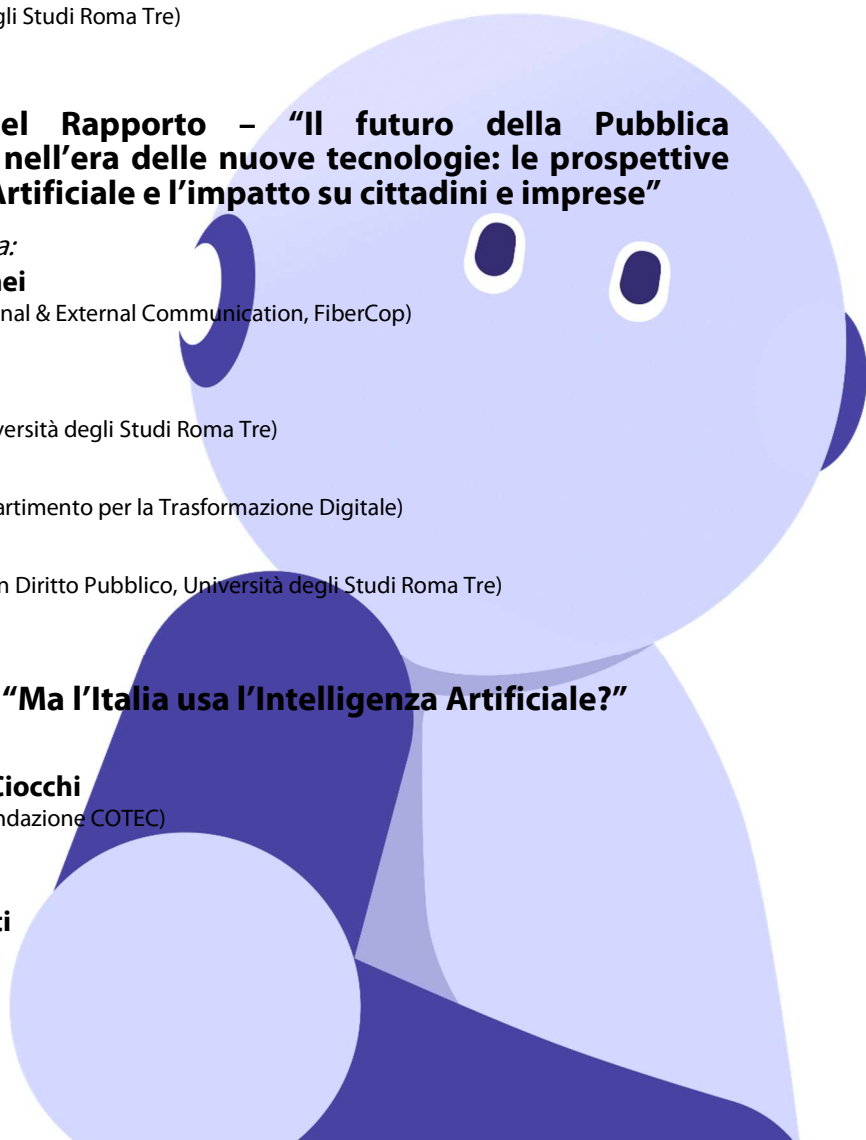 gli Studi Roma Tre)
el Rapporto – “Il futuro della Pubblica
nell’era delle nuove tecnologie: le prospettive
Artificiale e l’impatto su cittadini e imprese”
a:
ei
nal & External Communication, FiberCop)
versità degli Studi Roma Tre)
artimento per la Trasformazione Digitale)
n Diritto Pubblico, Università degli Studi Roma Tre)
“Ma l’Italia usa l’Intelligenza Artificiale?”
Ciocchi
ndazione COTEC)
ti